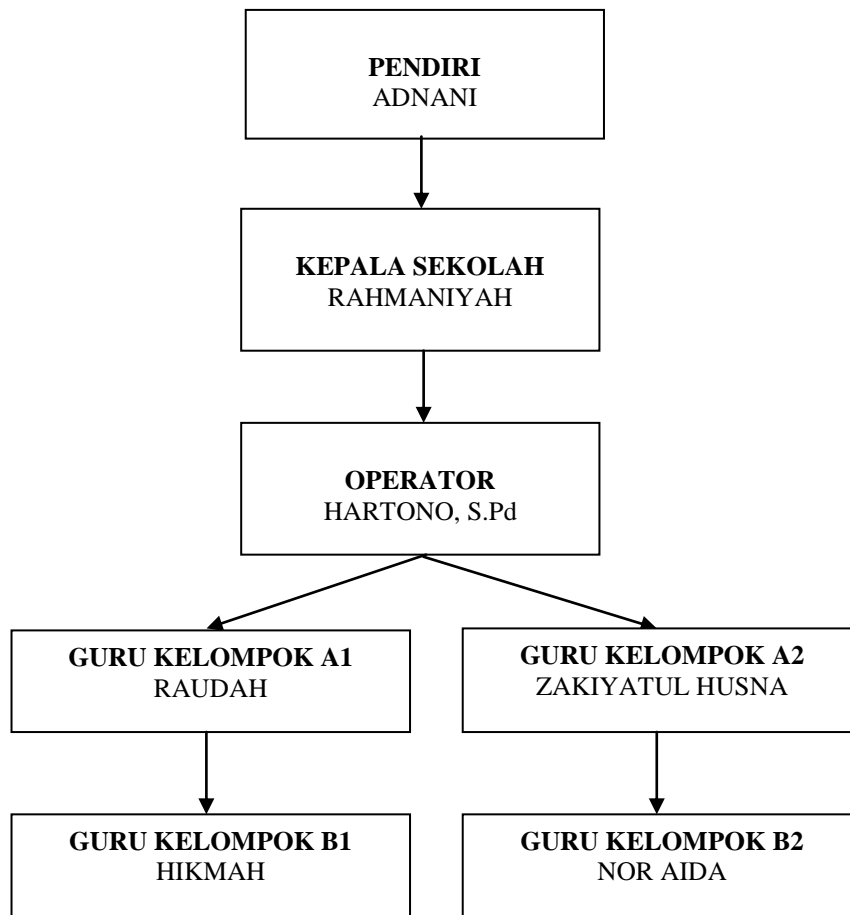 PENDIRI
ADNANI
KEPALA SEKOLAH
RAHMANIYAH
OPERATOR
HARTONO, S.Pd
GURU KELOMPOK A1
RAUDAH
GURU KELOMPOK A2
ZAKIYATUL HUSNA
GURU KELOMPOK B1
HIKMAH
GURU KELOMPOK B2
NOR AIDA